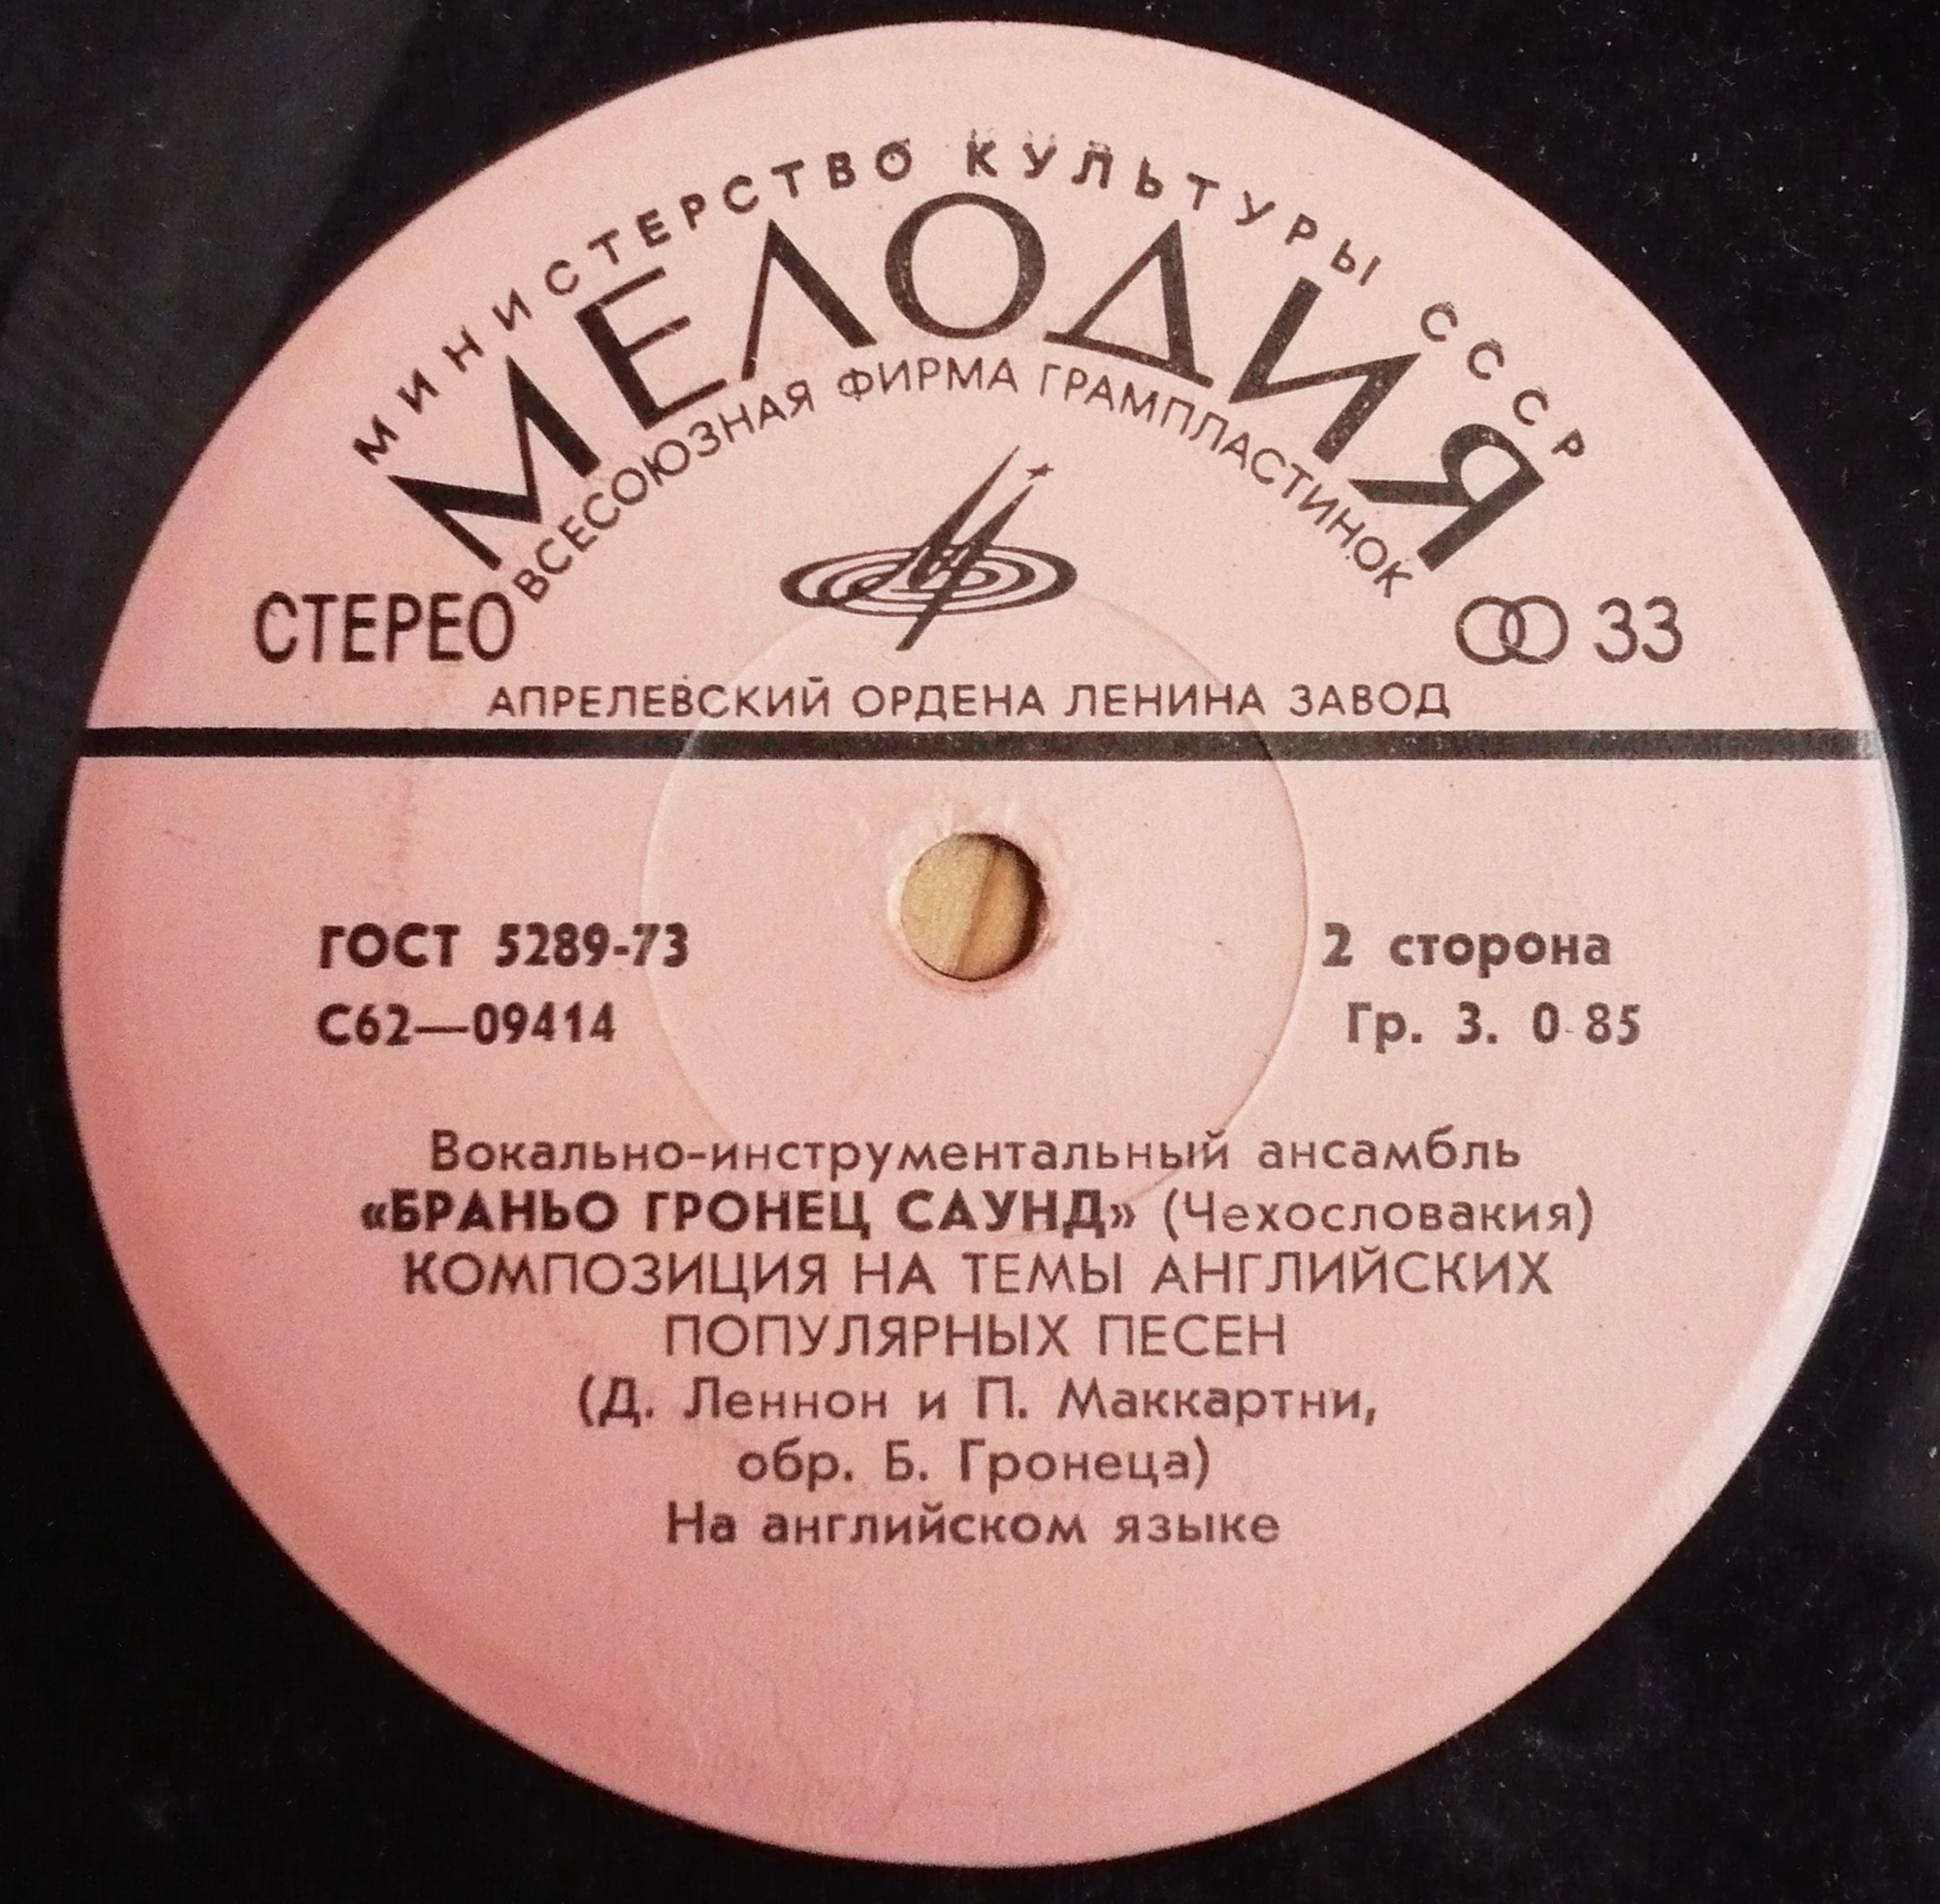 МИНИСТЕРСТВО КУЛЬТУРЫ СССР
МЕЛОДИЯ
ВСЕСОЮЗНАЯ ФИРМА ГРАМПЛАСТИНОК
СТЕРЕО
33
АПРЕЛЕВСКИЙ ОРДЕНА ЛЕНИНА ЗАВОД
ГОСТ 5289-73
2 сторона
С62—09414
Гр. 3. 0-85
Вокально-инструментальный ансамбль
«БРАНЬО ГРОНЕЦ САУНД» (Чехословакия)
КОМПОЗИЦИЯ НА ТЕМЫ АНГЛИЙСКИХ
ПОПУЛЯРНЫХ ПЕСЕН
(Д. Леннон и П. Маккартни,
обр. Б. Гронеца)
На английском языке